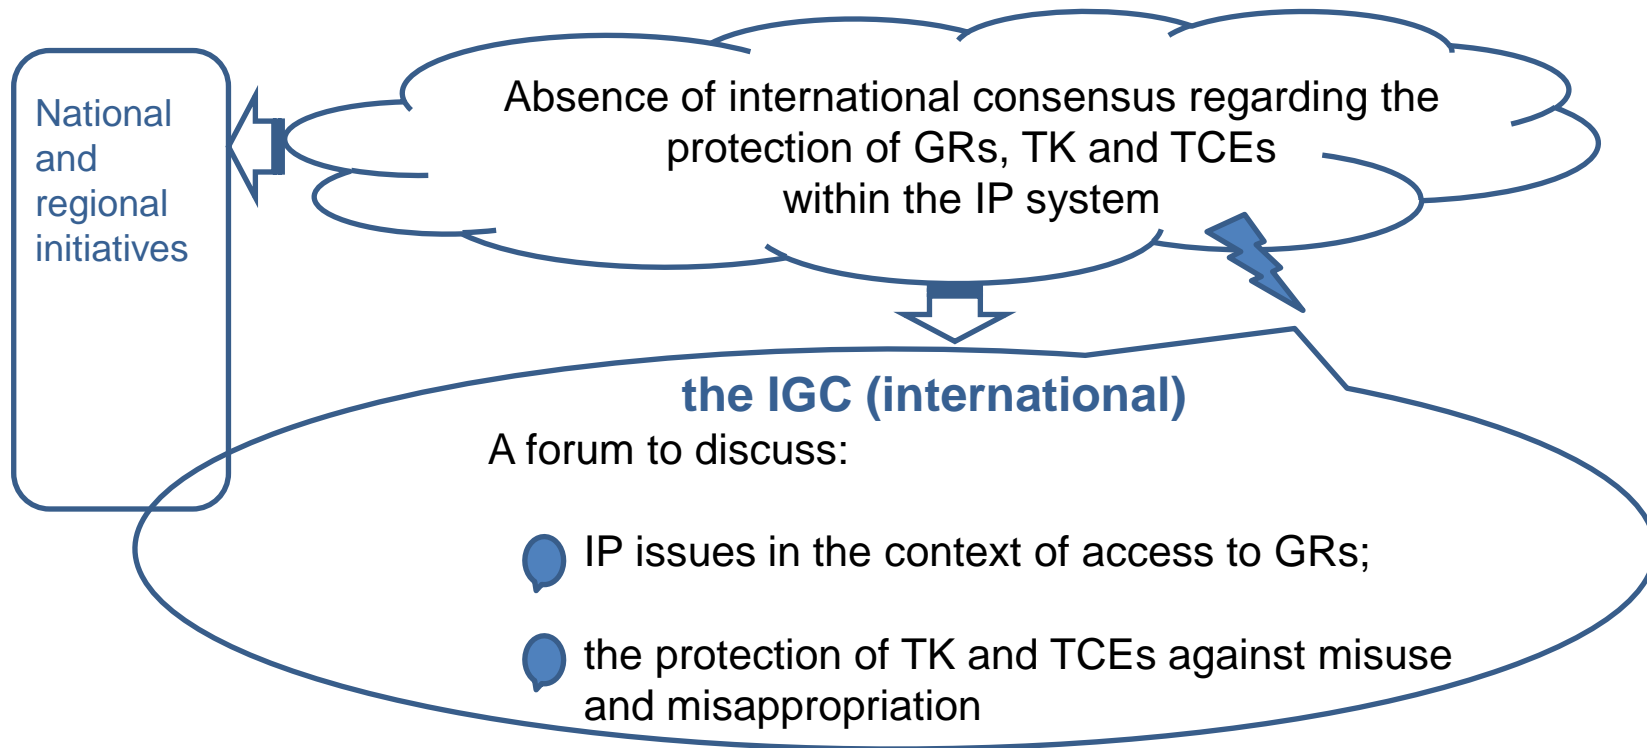 National
and
regional
initiatives
Absence of international consensus regarding the
protection of GRs, TK and TCEs
within the IP system
the IGC (international)
A forum to discuss:
IP issues in the context of access to GRs;
the protection of TK and TCEs against misuse
and misappropriation